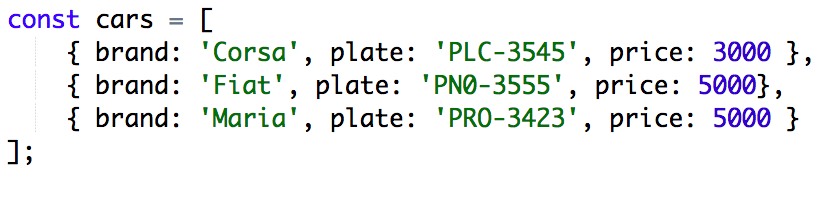 const cars = [
    { brand: 'Corsa', plate: 'PLC-3545', price: 3000 },
    { brand: 'Fiat', plate: 'PN0-3555', price: 5000},
    { brand: 'Maria', plate: 'PRO-3423', price: 5000 }
];